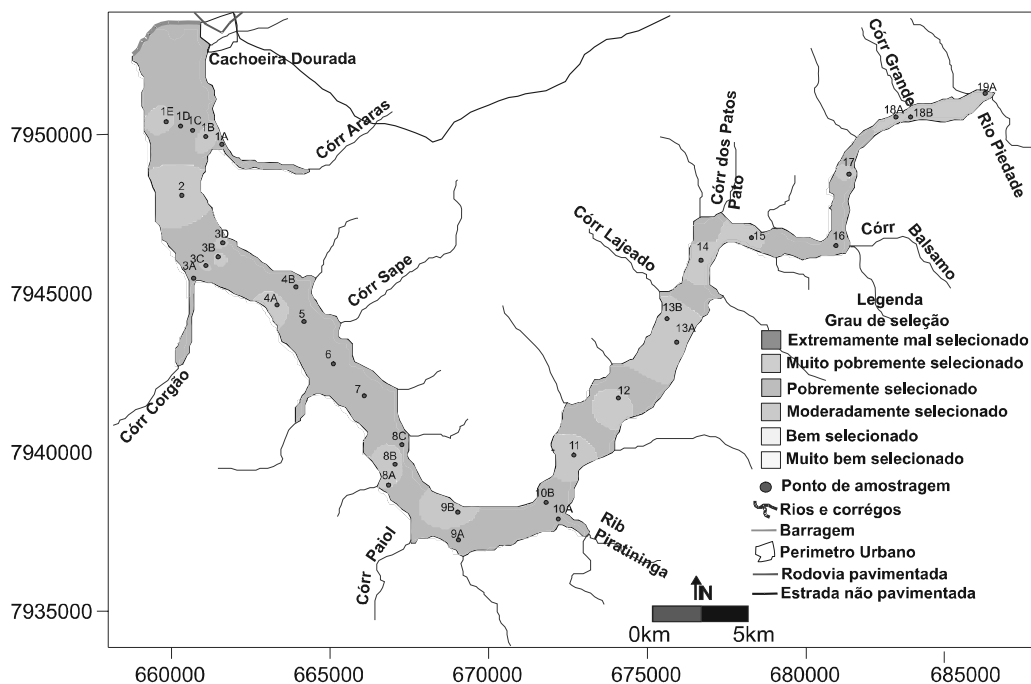 Cachoeira Dourada
Córr Araras
Córr Grande
19A
18A
18B
Rio Piedade
1E
1D
1C
1B
1A
7950000
17
2
Córr dos Patos
Pato
3D
3B
3C
3A
15
14
16
Córr
Balsamo
Córr Lajeado
Córr Sape
7945000
4B
4A
5
13B
13A
6
7
12
Córr Corgão
Legenda
Grau de seleção
Extremamente mal selecionado
Muito pobremente selecionado
Pobremente selecionado
Moderadamente selecionado
Bem selecionado
Muito bem selecionado
Ponto de amostragem
Rios e corrégos
Barragem
Perimetro Urbano
Rodovia pavimentada
Estrada não pavimentada
7940000
8C
8B
8A
11
9B
9A
10B
10A
Rib
Piratininga
Córr Paiol
7935000
N
0km
5km
660000
665000
670000
675000
680000
685000